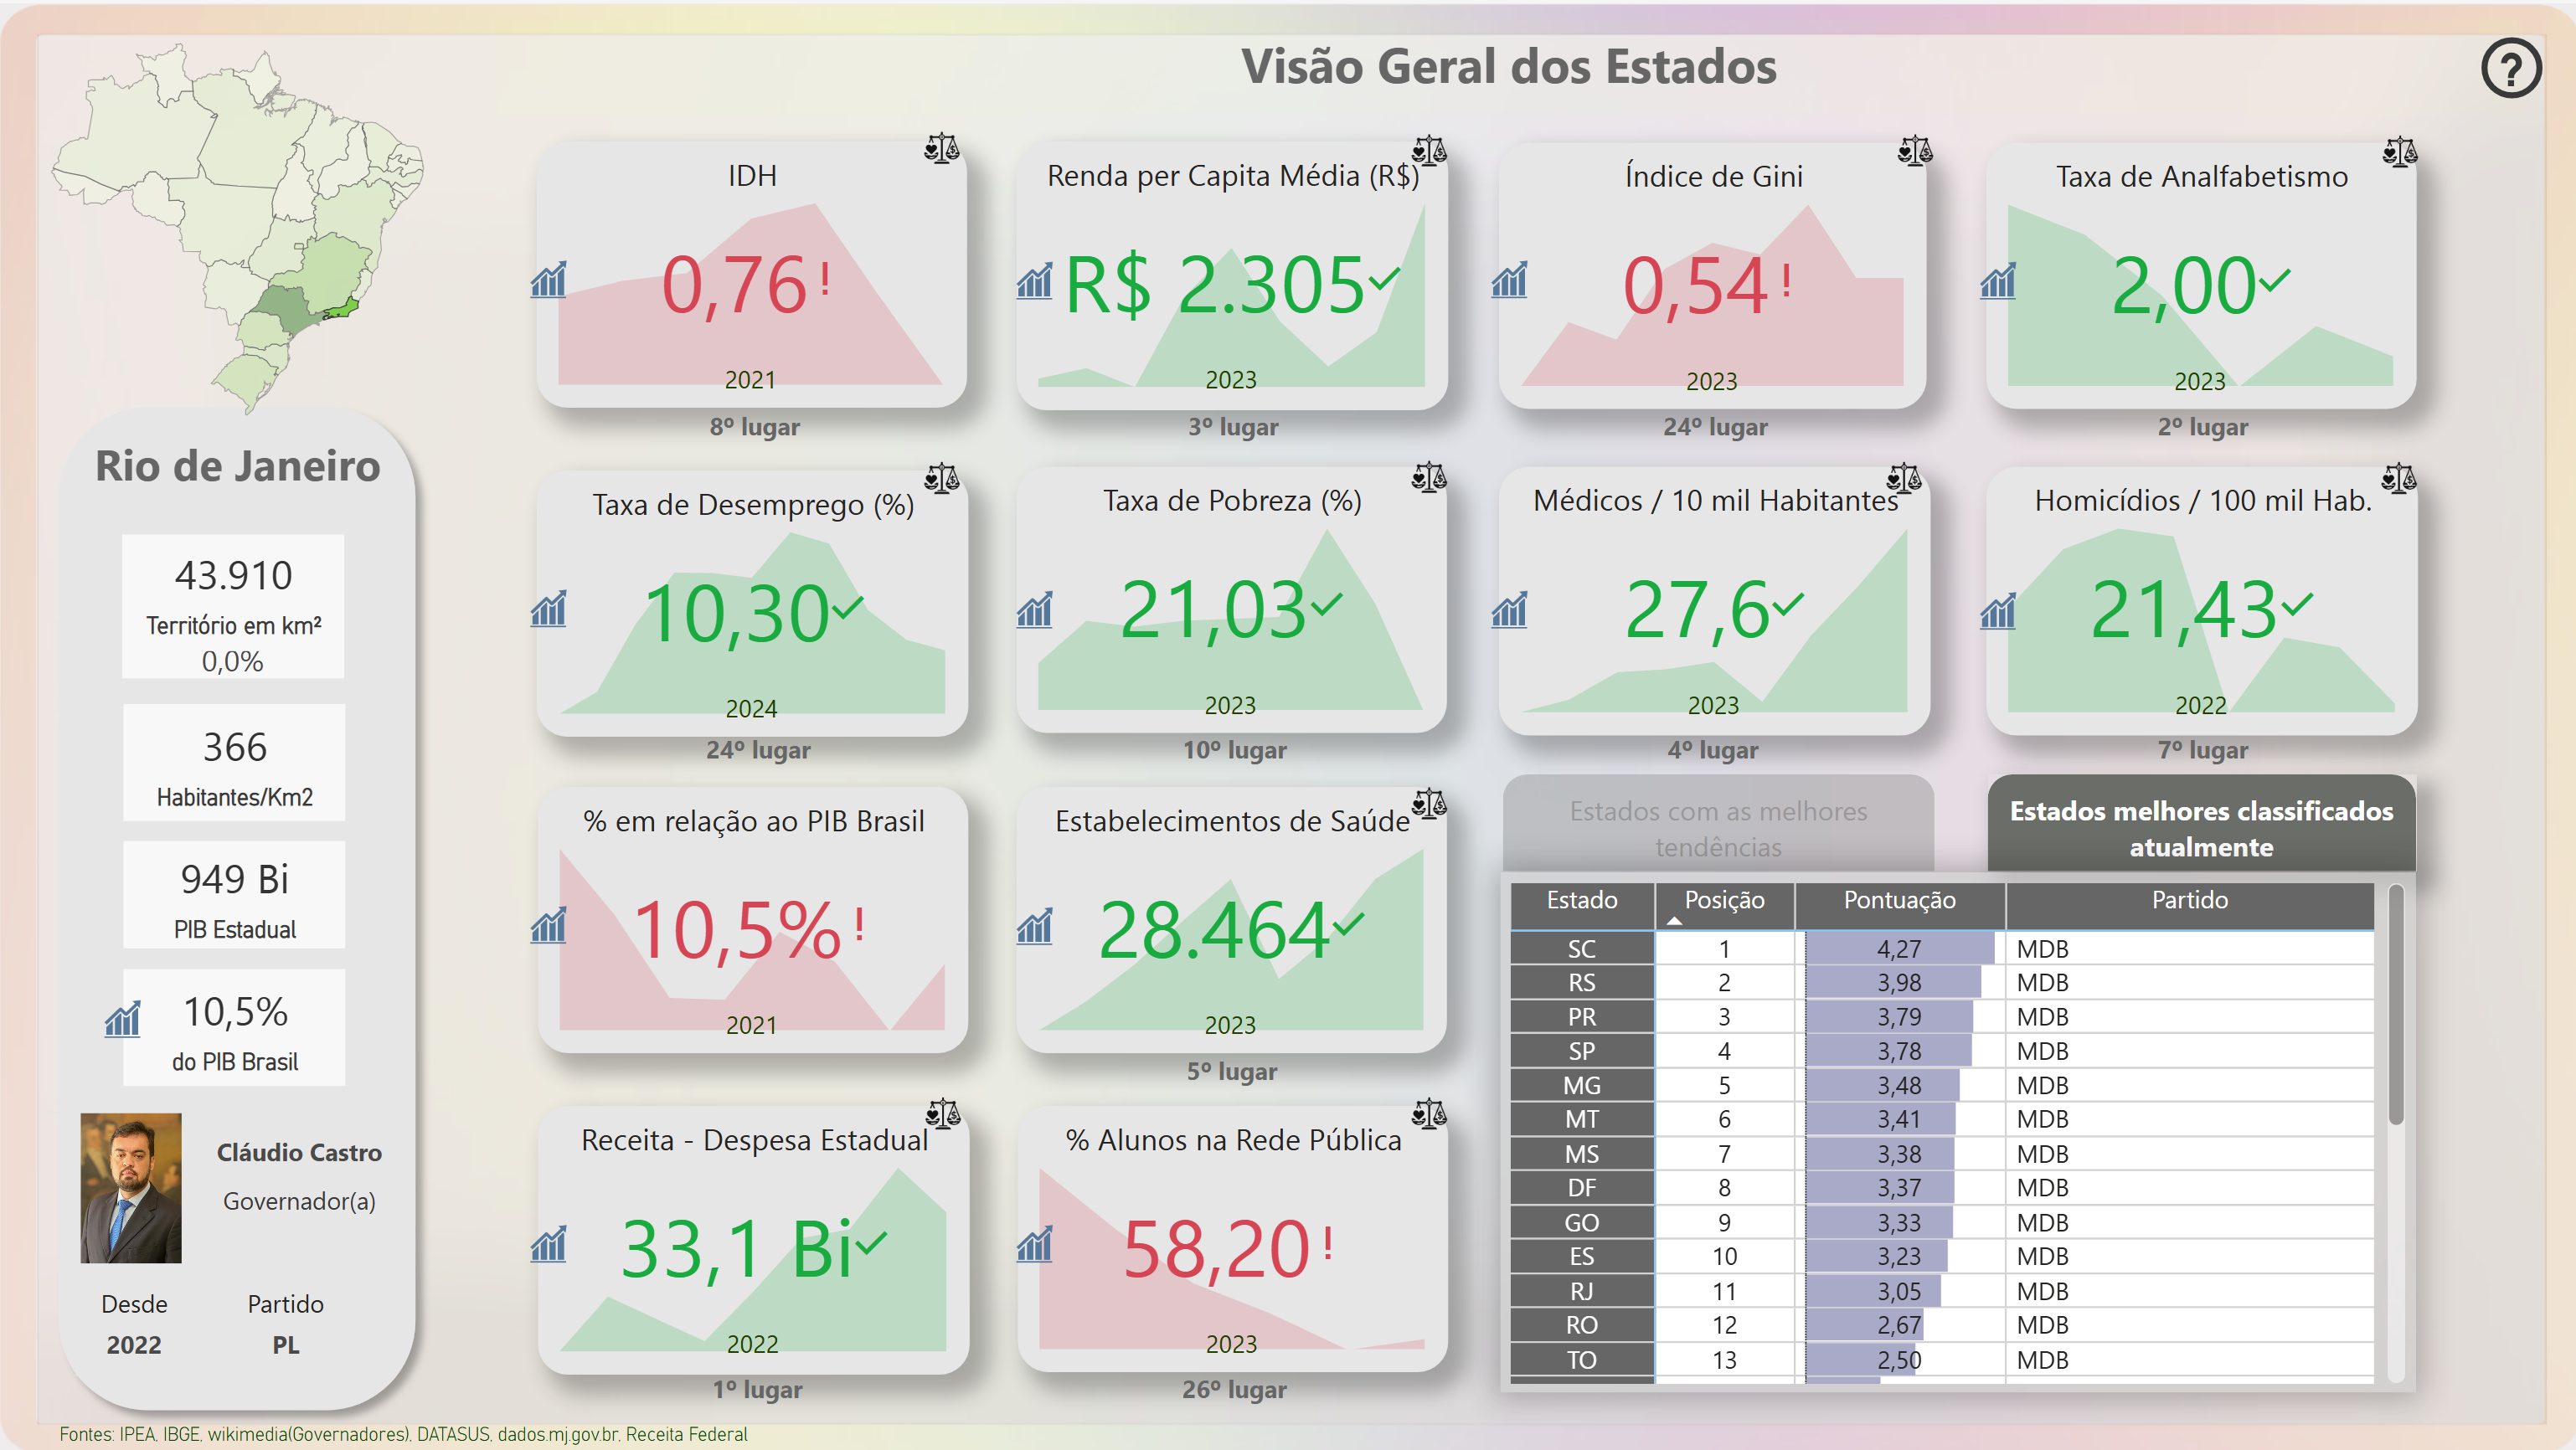 Visão Geral dos Estados
?
Rio de Janeiro
43.910
Território em km²
0,0%
366
Habitantes/Km2
949 Bi
PIB Estadual
10,5%
do PIB Brasil
Cláudio Castro
Governador(a)
Desde
2022
Partido
PL
IDH
0,76 !
2021
8º lugar
Renda per Capita Média (R$)
R$ 2.305
2023
3º lugar
Índice de Gini
0,54 !
2023
24º lugar
Taxa de Analfabetismo
2,00
2023
2º lugar
Taxa de Desemprego (%)
10,30
2024
24º lugar
Taxa de Pobreza (%)
21,03
2023
10º lugar
Médicos / 10 mil Habitantes
27,6
2023
4º lugar
Homicídios / 100 mil Hab.
21,43
2022
7º lugar
% em relação ao PIB Brasil
10,5% !
2021
Estabelecimentos de Saúde
28.464
2023
5º lugar
Receita - Despesa Estadual
33,1 Bi
2022
1º lugar
% Alunos na Rede Pública
58,20 !
2023
26º lugar
Estados com as melhores
tendências
Estados melhores classificados
atualmente
Estado Posição Pontuação Partido
SC 1 4,27 MDB
RS 2 3,98 MDB
PR 3 3,79 MDB
SP 4 3,78 MDB
MG 5 3,48 MDB
MT 6 3,41 MDB
MS 7 3,38 MDB
DF 8 3,37 MDB
GO 9 3,33 MDB
ES 10 3,23 MDB
RJ 11 3,05 MDB
RO 12 2,67 MDB
TO 13 2,50 MDB
Fontes: IPEA, IBGE, wikimedia(Governadores), DATASUS, dados.mj.gov.br, Receita Federal